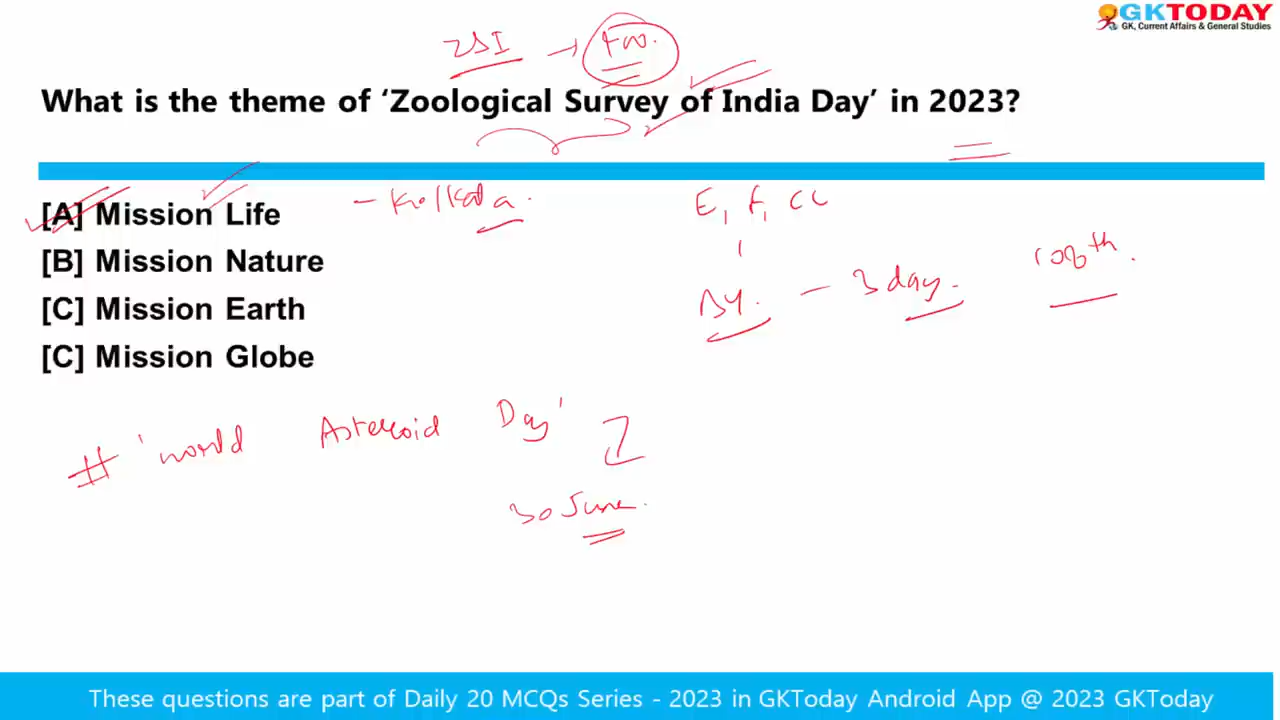 GKTODAY
GK, Current Affairs & General Studies
ZSI →
What is the theme of ‘Zoological Survey of India Day’ in 2023?
[A] Mission Life
- Kolkata.
E, F, CC
[B] Mission Nature
108th.
[C] Mission Earth
BY. - 3 day.
[C] Mission Globe
# 'world Asteroid Day'
30 June.
These questions are part of Daily 20 MCQs Series - 2023 in GKToday Android App @ 2023 GKToday